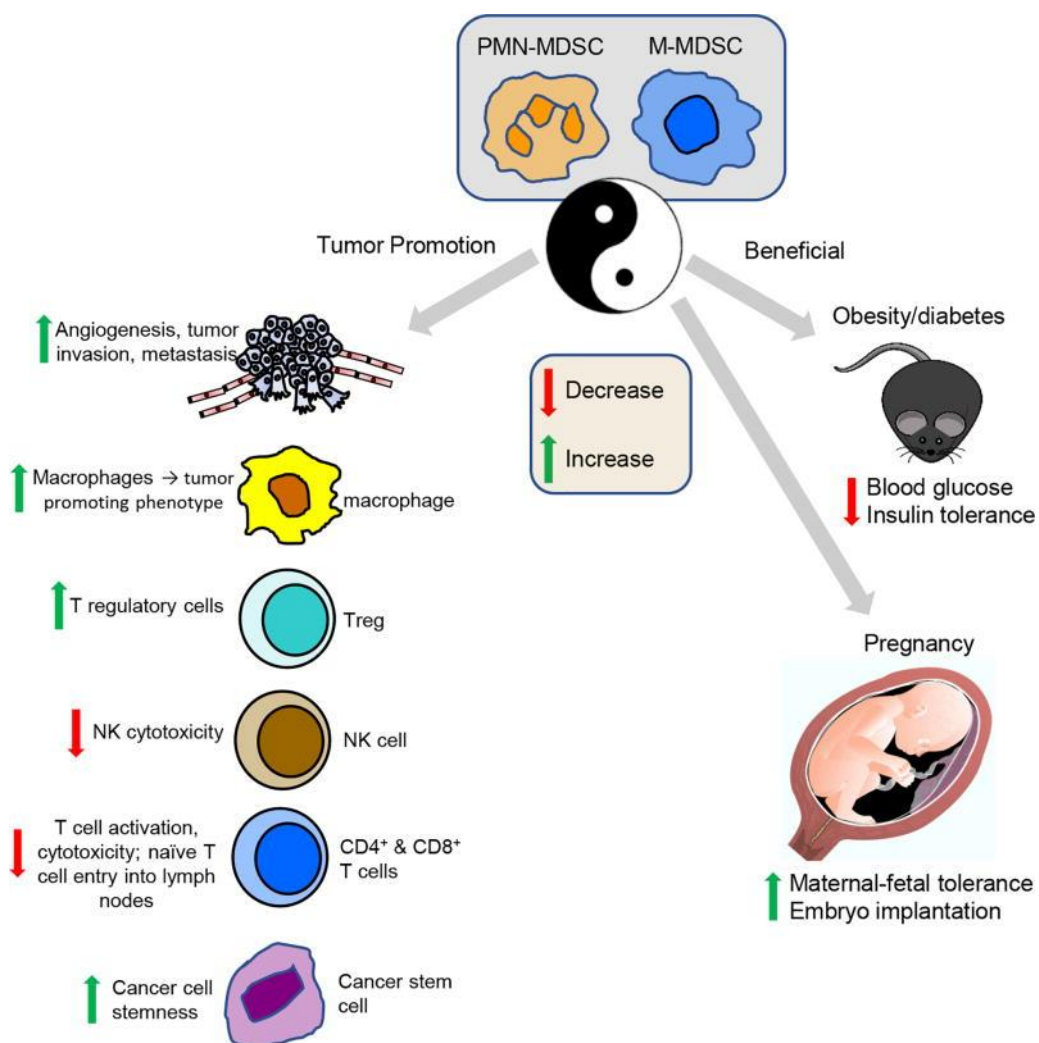 PMN-MDSC
M-MDSC
Tumor Promotion
Beneficial
Angiogenesis, tumor
invasion, metastasis
Macrophages → tumor
promoting phenotype
macrophage
T regulatory cells
Treg
NK cytotoxicity
NK cell
T cell activation,
cytotoxicity; naïve T
cell entry into lymph
nodes
CD4⁺ & CD8⁺
T cells
Cancer cell
stemness
Cancer stem
cell
Decrease
Increase
Obesity/diabetes
Blood glucose
Insulin tolerance
Pregnancy
Maternal-fetal tolerance
Embryo implantation